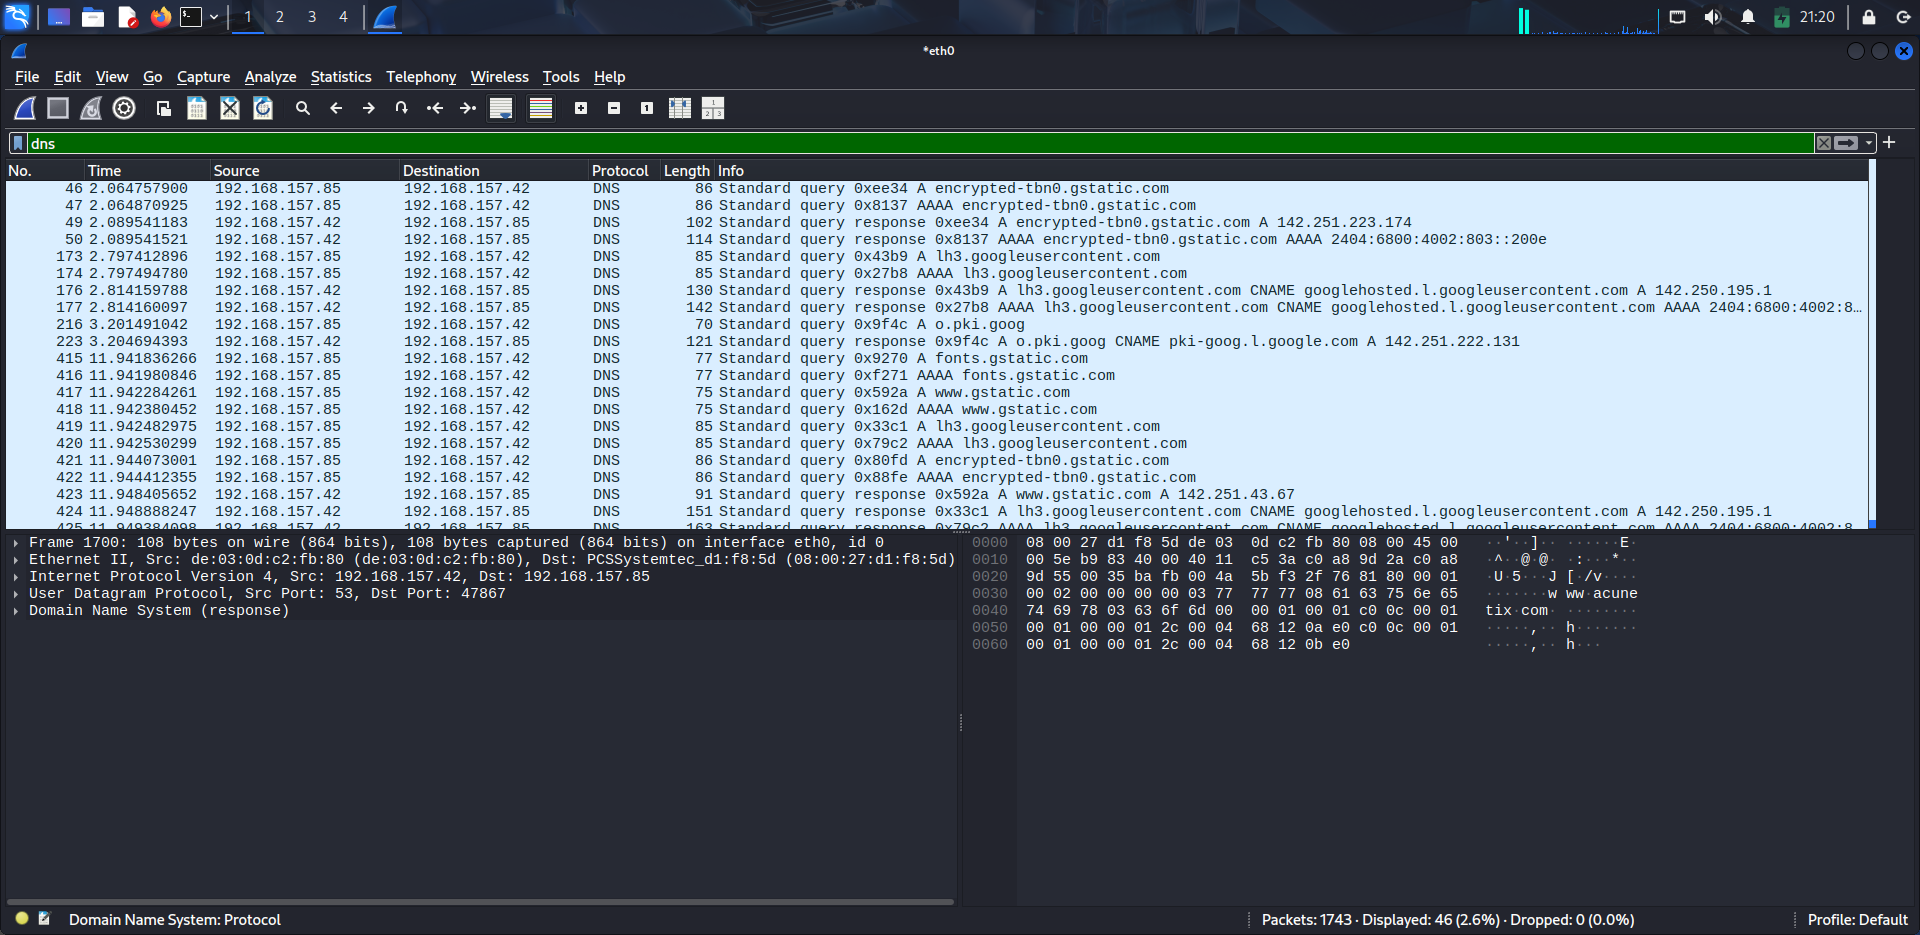 1 2 3 4 21:20
*eth0
File Edit View Go Capture Analyze Statistics Telephony Wireless Tools Help
dns
No. Time Source Destination Protocol Length Info
46 2.064757900 192.168.157.85 192.168.157.42 DNS 86 Standard query 0xee34 A encrypted-tbn0.gstatic.com
47 2.064870925 192.168.157.85 192.168.157.42 DNS 86 Standard query 0x8137 AAAA encrypted-tbn0.gstatic.com
49 2.089541183 192.168.157.42 192.168.157.85 DNS 102 Standard query response 0xee34 A encrypted-tbn0.gstatic.com A 142.251.223.174
50 2.089541521 192.168.157.42 192.168.157.85 DNS 114 Standard query response 0x8137 AAAA encrypted-tbn0.gstatic.com AAAA 2404:6800:4002:803::200e
173 2.797412896 192.168.157.85 192.168.157.42 DNS 85 Standard query 0x43b9 A lh3.googleusercontent.com
174 2.797494780 192.168.157.85 192.168.157.42 DNS 85 Standard query 0x27b8 AAAA lh3.googleusercontent.com
176 2.814159788 192.168.157.42 192.168.157.85 DNS 130 Standard query response 0x43b9 A lh3.googleusercontent.com CNAME googlehosted.l.googleusercontent.com A 142.250.195.1
177 2.814160097 192.168.157.42 192.168.157.85 DNS 142 Standard query response 0x27b8 AAAA lh3.googleusercontent.com CNAME googlehosted.l.googleusercontent.com AAAA 2404:6800:4002:8…
216 3.201491042 192.168.157.85 192.168.157.42 DNS 70 Standard query 0x9f4c A o.pki.goog
223 3.204694393 192.168.157.42 192.168.157.85 DNS 121 Standard query response 0x9f4c A o.pki.goog CNAME pki-goog.l.google.com A 142.251.222.131
415 11.941836266 192.168.157.85 192.168.157.42 DNS 77 Standard query 0x9270 A fonts.gstatic.com
416 11.941980846 192.168.157.85 192.168.157.42 DNS 77 Standard query 0xf271 AAAA fonts.gstatic.com
417 11.942284261 192.168.157.85 192.168.157.42 DNS 75 Standard query 0x592a A www.gstatic.com
418 11.942380452 192.168.157.85 192.168.157.42 DNS 75 Standard query 0x162d AAAA www.gstatic.com
419 11.942482975 192.168.157.85 192.168.157.42 DNS 85 Standard query 0x33c1 A lh3.googleusercontent.com
420 11.942530299 192.168.157.85 192.168.157.42 DNS 85 Standard query 0x79c2 AAAA lh3.googleusercontent.com
421 11.944073001 192.168.157.85 192.168.157.42 DNS 86 Standard query 0x80fd A encrypted-tbn0.gstatic.com
422 11.944412355 192.168.157.85 192.168.157.42 DNS 86 Standard query 0x88fe AAAA encrypted-tbn0.gstatic.com
423 11.948405652 192.168.157.42 192.168.157.85 DNS 91 Standard query response 0x592a A www.gstatic.com A 142.251.43.67
424 11.948888247 192.168.157.42 192.168.157.85 DNS 151 Standard query response 0x33c1 A lh3.googleusercontent.com CNAME googlehosted.l.googleusercontent.com A 142.250.195.1
425 11.949384098 192.168.157.42 192.168.157.85 DNS 163 Standard query response 0x79c2 AAAA lh3.googleusercontent.com CNAME googlehosted.l.googleusercontent.com AAAA 2404:6800:4002:8…
Frame 1700: 108 bytes on wire (864 bits), 108 bytes captured (864 bits) on interface eth0, id 0
Ethernet II, Src: de:03:0d:c2:fb:80 (de:03:0d:c2:fb:80), Dst: PCSSystemtec_d1:f8:5d (08:00:27:d1:f8:5d)
Internet Protocol Version 4, Src: 192.168.157.42, Dst: 192.168.157.85
User Datagram Protocol, Src Port: 53, Dst Port: 47867
Domain Name System (response)
0000 08 00 27 d1 f8 5d de 03 0d c2 fb 80 08 00 45 00 ··'··]·· ······E·
0010 00 5e b9 83 40 00 40 11 c5 3a c0 a8 9d 2a c0 a8 ·^··@·@· ·:···*··
0020 9d 55 00 35 ba fb 00 4a 5b f3 2f 76 81 80 00 01 ·U·5···J [·/v····
0030 00 02 00 00 00 00 03 77 77 77 08 61 63 75 6e 65 ·······w ww·acune
0040 74 69 78 03 63 6f 6d 00 00 01 00 01 c0 0c 00 01 tix·com· ········
0050 00 01 00 00 01 2c 00 04 68 12 0a e0 c0 0c 00 01 ·····,·· h·······
0060 00 01 00 00 01 2c 00 04 68 12 0b e0 ·····,·· h···
Domain Name System: Protocol
Packets: 1743 · Displayed: 46 (2.6%) · Dropped: 0 (0.0%)
Profile: Default